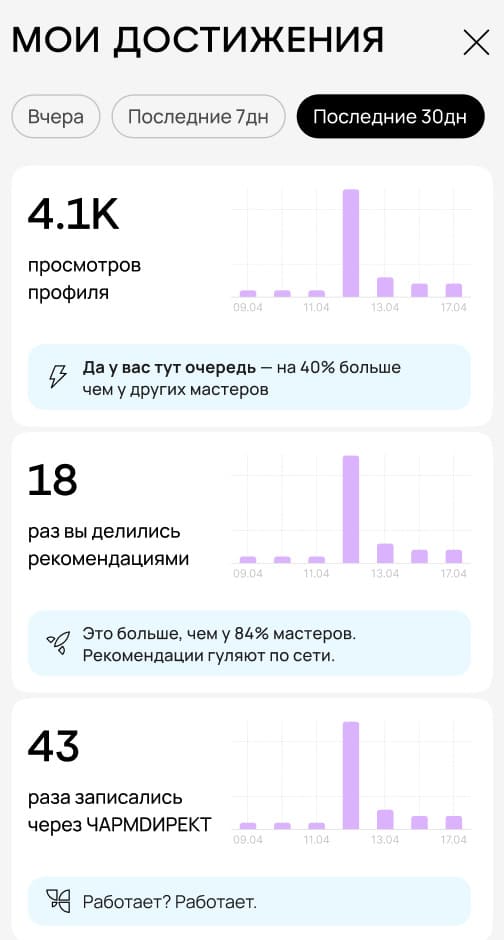 МОИ ДОСТИЖЕНИЯ
Вчера
Последние 7дн
Последние 30дн
4.1K
просмотров
профиля
09.04
11.04
13.04
17.04
Да у вас тут очередь — на 40% больше
чем у других мастеров
18
раз вы делились
рекомендациями
09.04
11.04
13.04
17.04
Это больше, чем у 84% мастеров.
Рекомендации гуляют по сети.
43
раза записались
через ЧАРМDИРЕКТ
09.04
11.04
13.04
17.04
Работает? Работает.